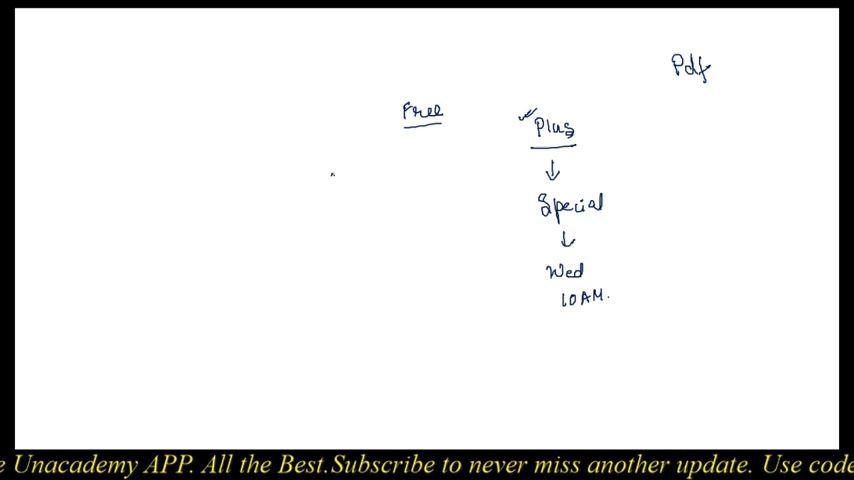 Pdf
Free
Plus
Special
Wed
10AM.
e Unacademy APP. All the Best.Subscribe to never miss another update. Use code